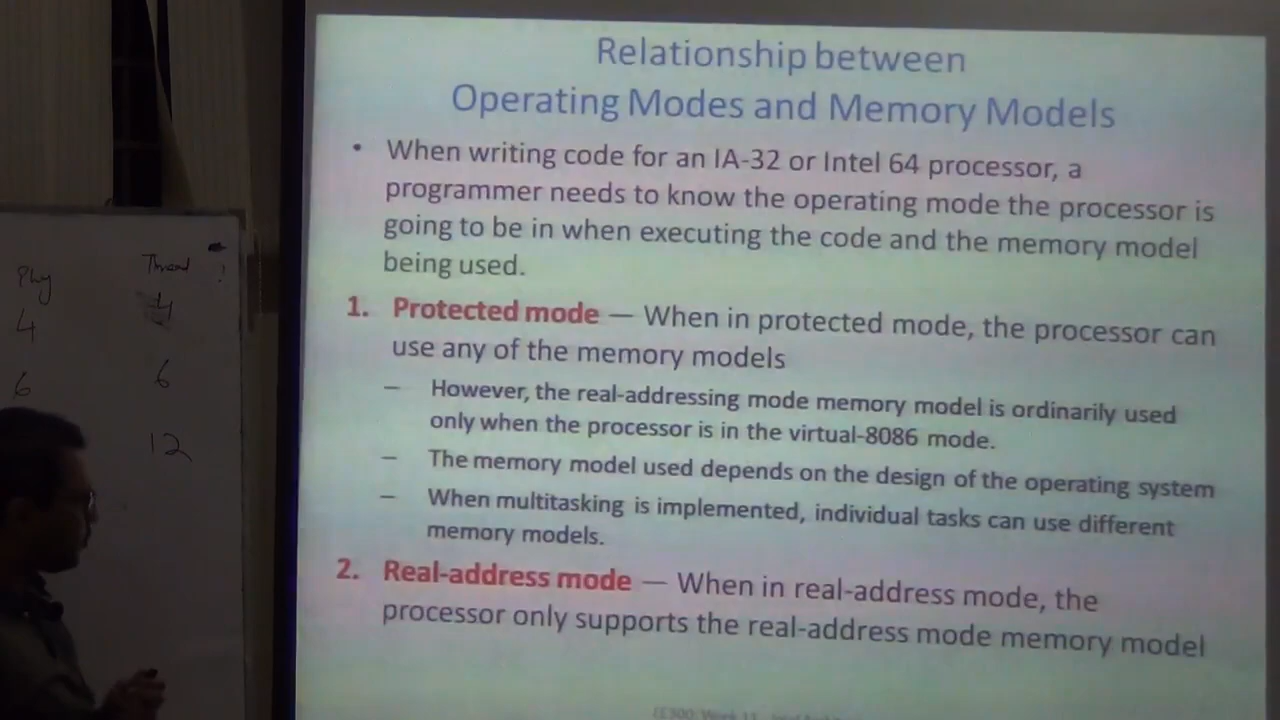 Relationship between
Operating Modes and Memory Models
• When writing code for an IA-32 or Intel 64 processor, a
programmer needs to know the operating mode the processor is
going to be in when executing the code and the memory model
being used.
1. Protected mode — When in protected mode, the processor can
use any of the memory models
– However, the real-addressing mode memory model is ordinarily used
only when the processor is in the virtual-8086 mode.
– The memory model used depends on the design of the operating system
– When multitasking is implemented, individual tasks can use different
memory models.
2. Real-address mode — When in real-address mode, the
processor only supports the real-address mode memory model
Phy Thread
4 4
6 6
12